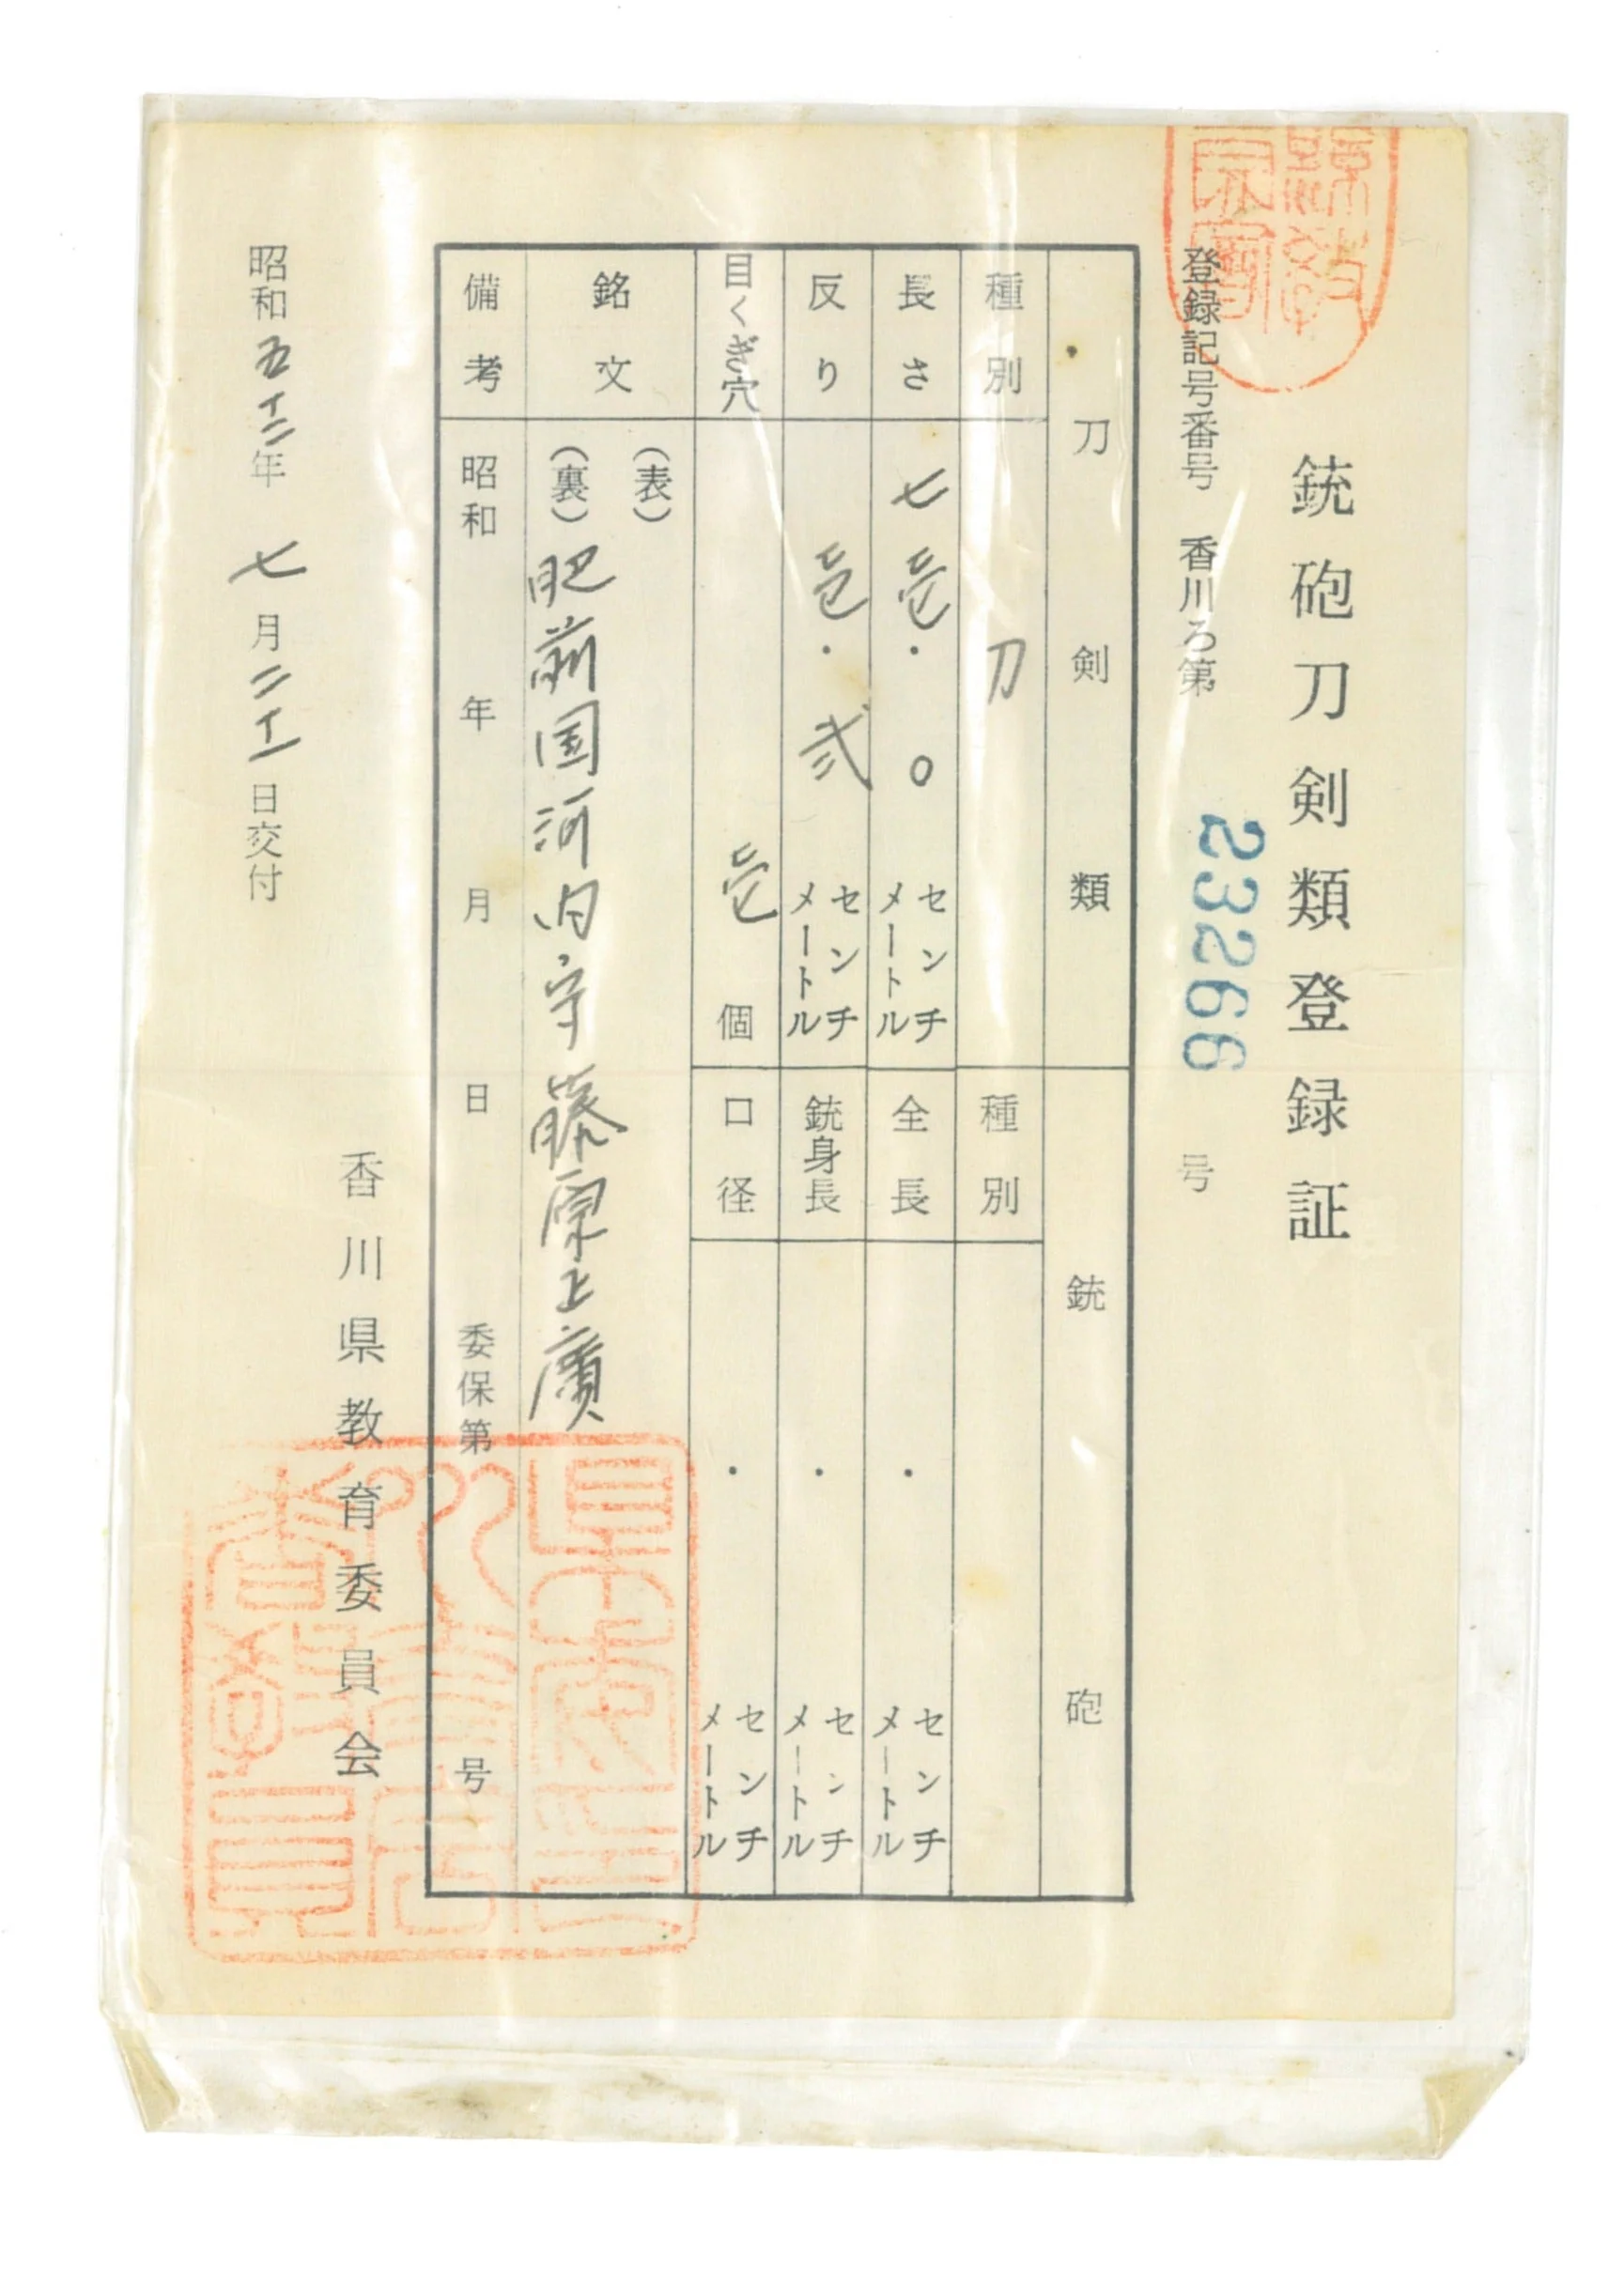 銃砲刀剣類登録証
登録記号番号 香川ろ第 23266 号
刀剣類
種別 刀
長さ 七壱.0 センチメートル
反り 壱.弐 センチメートル
目くぎ穴 壱個
銃砲
種別
全長 . センチメートル
銃身長 . センチメートル
口径 . センチメートル
銘文
(表)
(裏) 肥前国河内守藤原正廣
備考 昭和 年 月 日 委保第 号
香川県教育委員会
昭和五十二年 七月二十一日交付